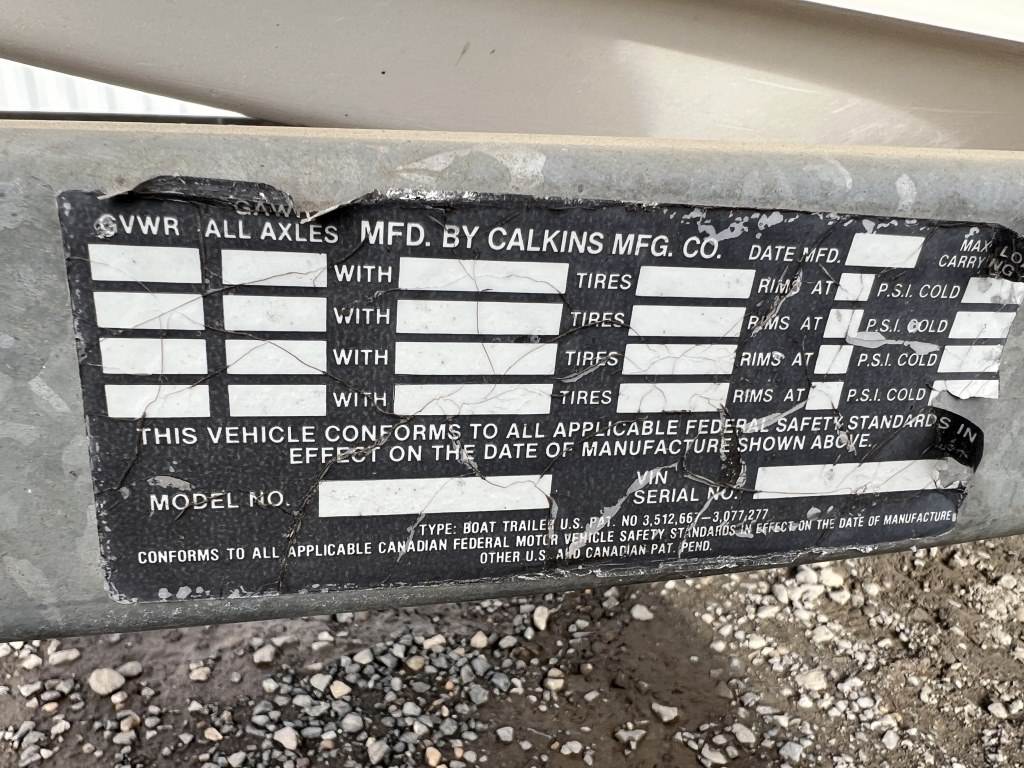 GAW
GVWR ALL AXLES MFD. BY CALKINS MFG. CO. DATE MFD. MAX LO
CARRYING
WITH TIRES RIMS AT P.S.I. COLD
WITH TIRES RIMS AT P.S.I. COLD
WITH TIRES RIMS AT P.S.I. COLD
WITH TIRES RIMS AT P.S.I. COLD
THIS VEHICLE CONFORMS TO ALL APPLICABLE FEDERAL SAFETY STANDARDS IN
EFFECT ON THE DATE OF MANUFACTURE SHOWN ABOVE.
MODEL NO. VIN
SERIAL NO.
TYPE: BOAT TRAILER U.S. PAT. NO 3,512,667-3,077,277
CONFORMS TO ALL APPLICABLE CANADIAN FEDERAL MOTOR VEHICLE SAFETY STANDARDS IN EFFECT ON THE DATE OF MANUFACTURE
OTHER U.S. AND CANADIAN PAT. PEND.